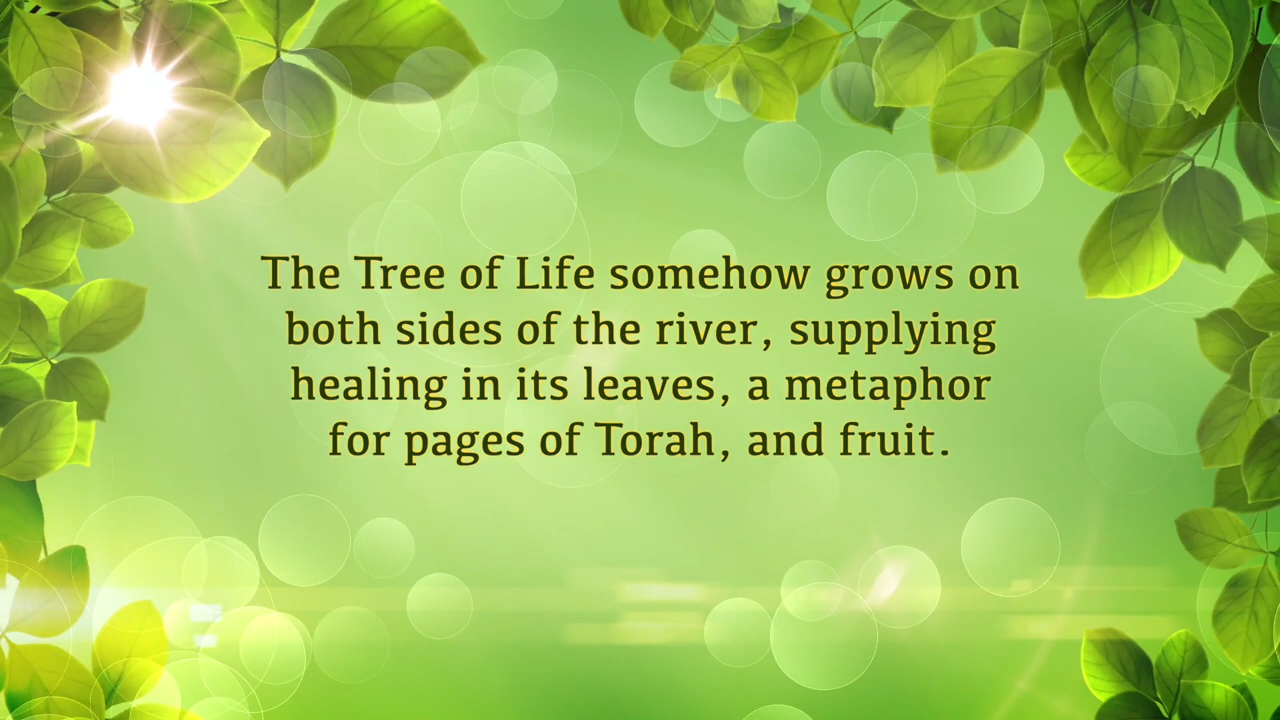 The Tree of Life somehow grows on
both sides of the river, supplying
healing in its leaves, a metaphor
for pages of Torah, and fruit.